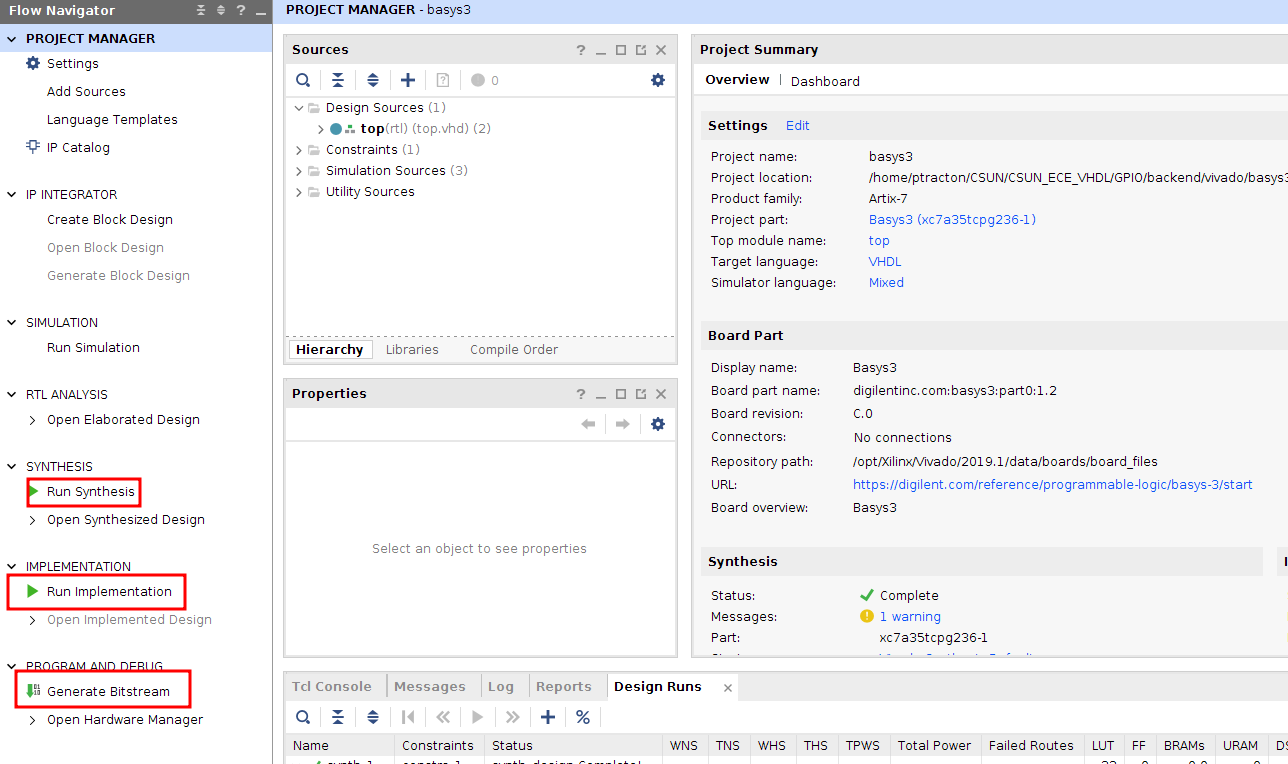 Flow Navigator
?
PROJECT MANAGER
Settings
Add Sources
Language Templates
IP Catalog
IP INTEGRATOR
Create Block Design
Open Block Design
Generate Block Design
SIMULATION
Run Simulation
RTL ANALYSIS
Open Elaborated Design
SYNTHESIS
Run Synthesis
Open Synthesized Design
IMPLEMENTATION
Run Implementation
Open Implemented Design
PROGRAM AND DEBUG
Generate Bitstream
Open Hardware Manager
PROJECT MANAGER - basys3
Sources ?
0
Design Sources (1)
top(rtl) (top.vhd) (2)
Constraints (1)
Simulation Sources (3)
Utility Sources
Hierarchy Libraries Compile Order
Properties ?
Select an object to see properties
Project Summary
Overview | Dashboard
Settings Edit
Project name: basys3
Project location: /home/ptracton/CSUN/CSUN_ECE_VHDL/GPIO/backend/vivado/basys3
Product family: Artix-7
Project part: Basys3 (xc7a35tcpg236-1)
Top module name: top
Target language: VHDL
Simulator language: Mixed
Board Part
Display name: Basys3
Board part name: digilentinc.com:basys3:part0:1.2
Board revision: C.0
Connectors: No connections
Repository path: /opt/Xilinx/Vivado/2019.1/data/boards/board_files
URL: https://digilent.com/reference/programmable-logic/basys-3/start
Board overview: Basys3
Synthesis
Status: Complete
Messages: 1 warning
Part: xc7a35tcpg236-1
Tcl Console Messages Log Reports Design Runs
%
Name Constraints Status WNS TNS WHS THS TPWS Total Power Failed Routes LUT FF BRAMs URAM
synth_1 constrs_1 synth_design Complete!